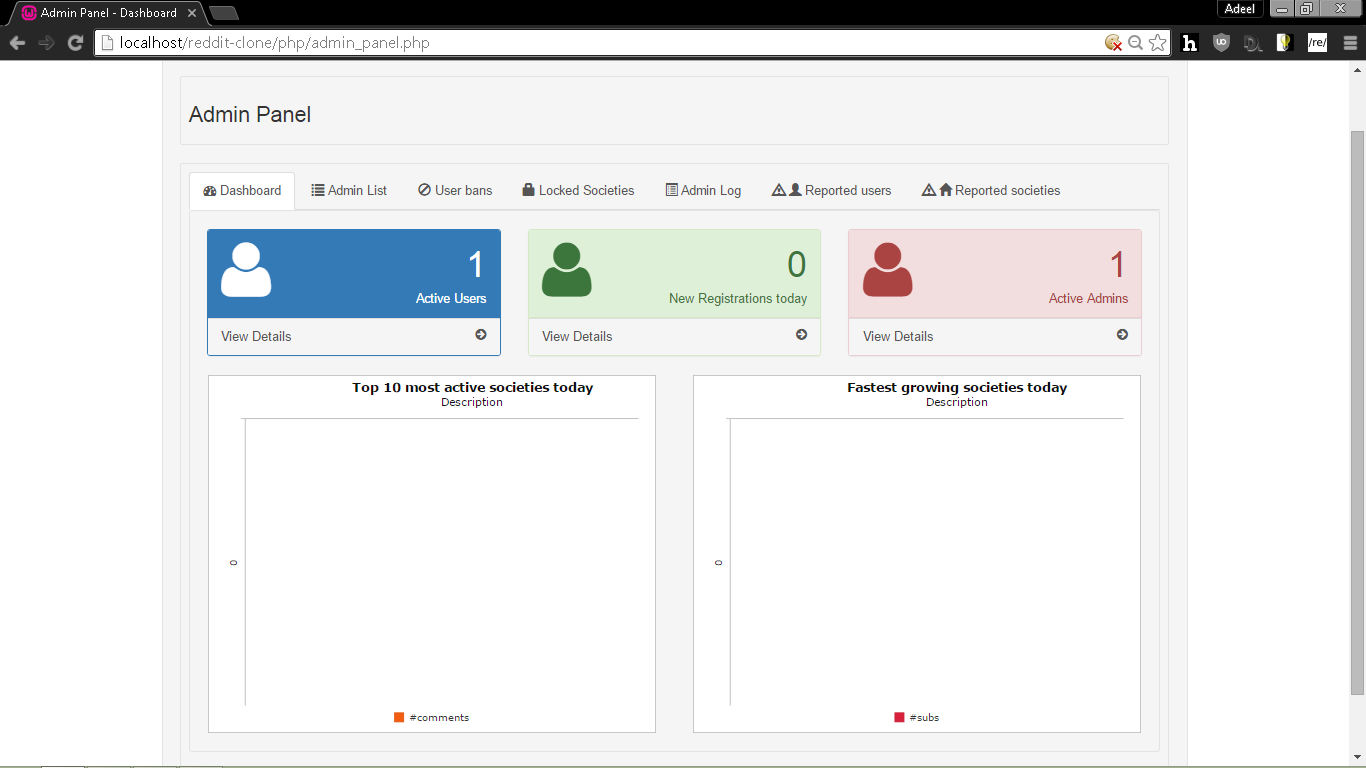 Admin Panel - Dashboard
Adeel
localhost/reddit-clone/php/admin_panel.php
h
/re/
Admin Panel
Dashboard Admin List User bans Locked Societies Admin Log Reported users Reported societies
1
Active Users
View Details
0
New Registrations today
View Details
1
Active Admins
View Details
Top 10 most active societies today
Description
0
#comments
Fastest growing societies today
Description
0
#subs